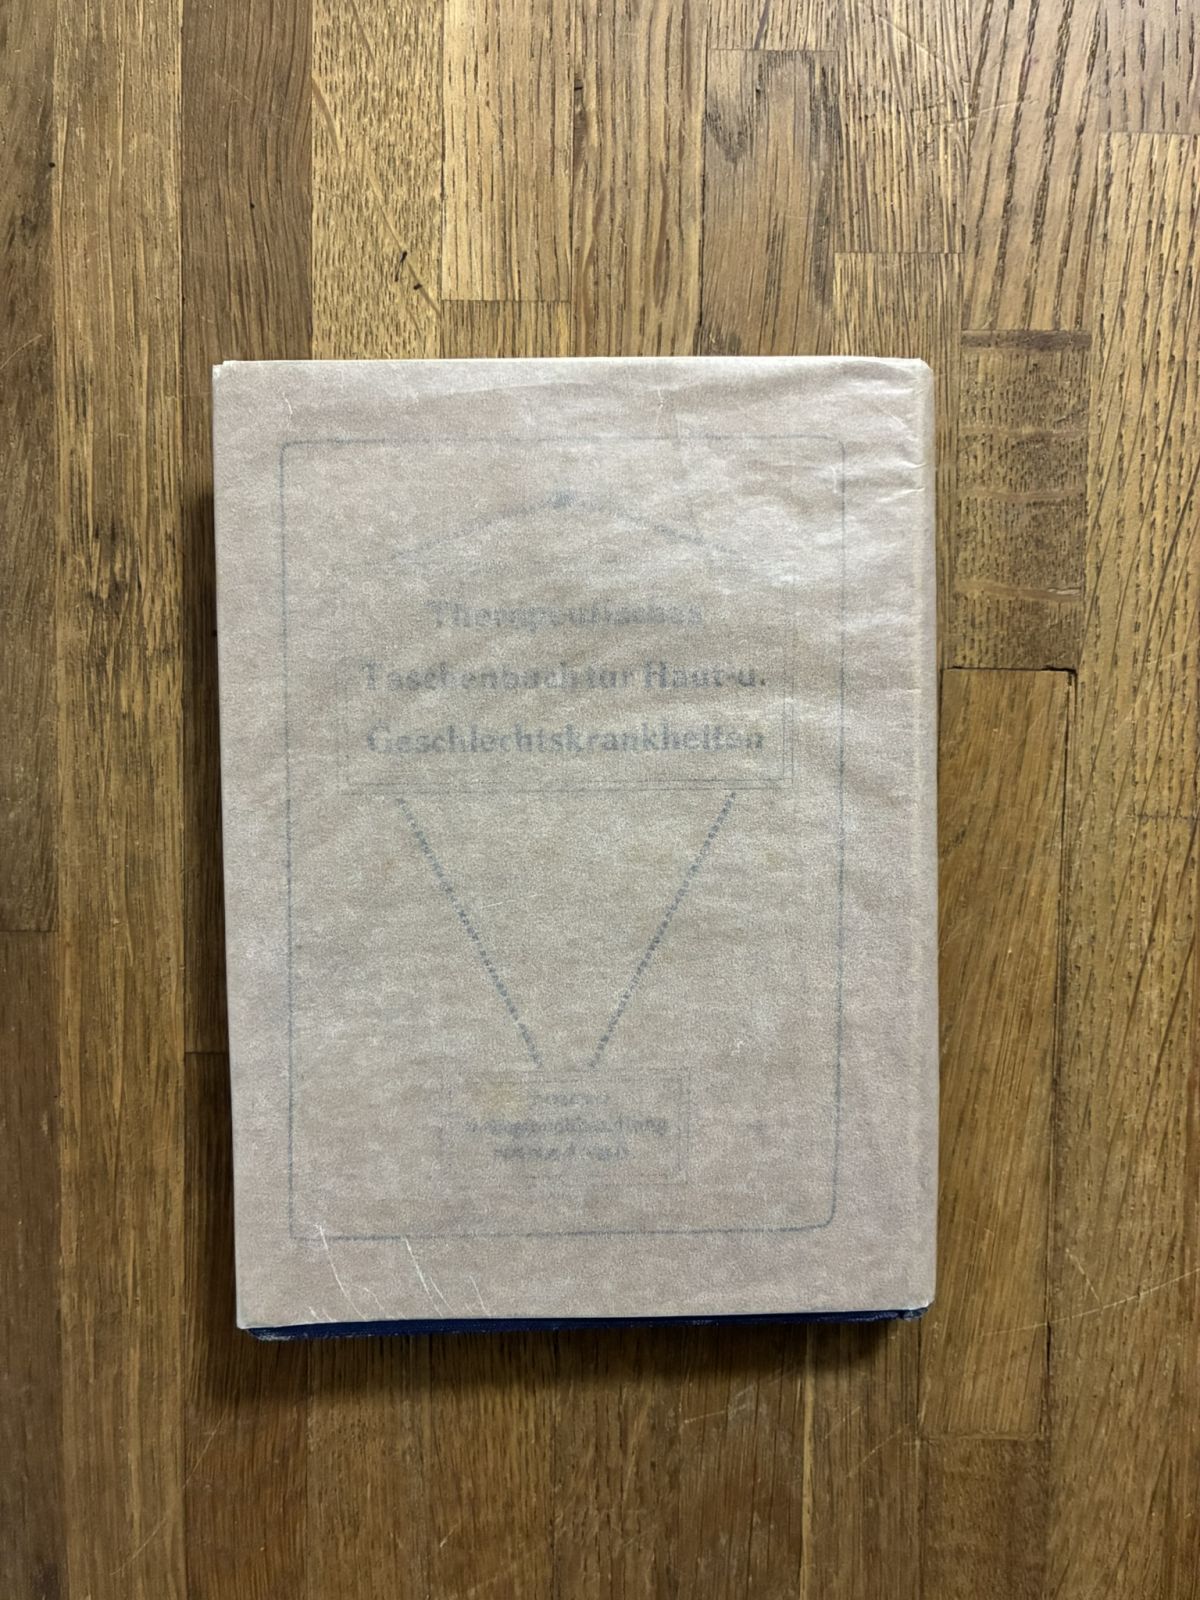 Therapeutisches
Taschenbuch für Haut- u.
Geschlechtskrankheiten